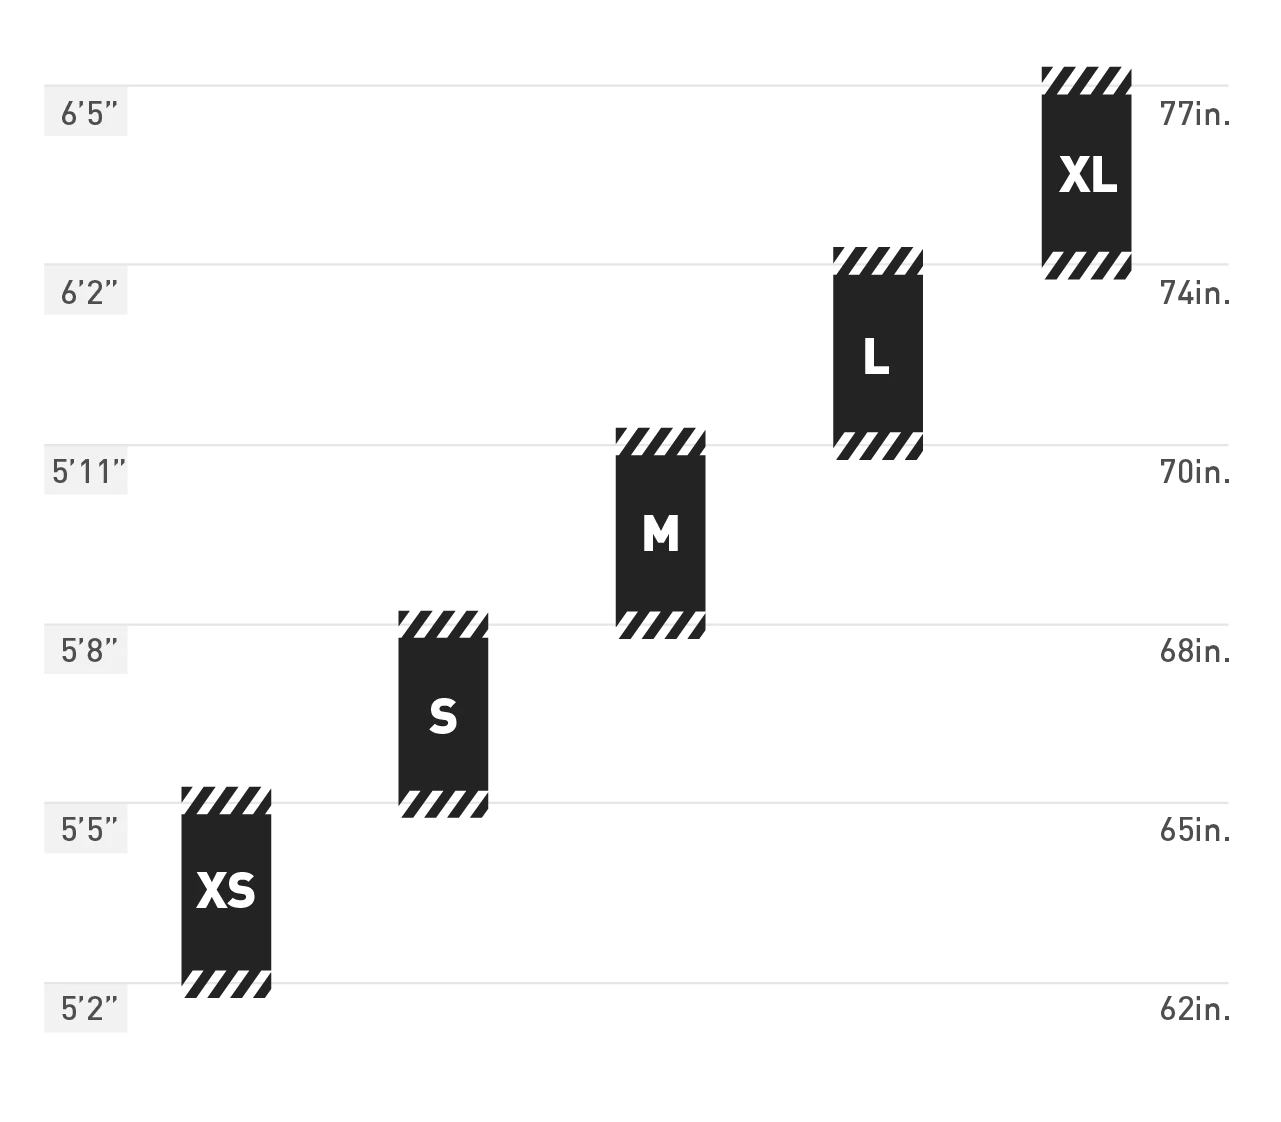 6’5” 77in.
XL
6’2” 74in.
L
5’11” 70in.
M
5’8” 68in.
S
5’5” 65in.
XS
5’2” 62in.